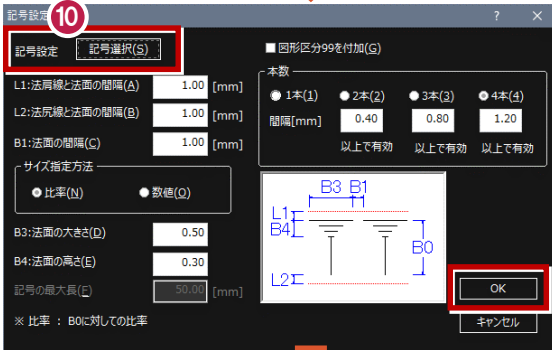 記号設定
10
? ×
記号設定 記号選択(S)
図形区分99を付加(G)
L1:法肩線と法面の間隔(A) 1.00 [mm]
L2:法尻線と法面の間隔(B) 1.00 [mm]
B1:法面の間隔(C) 1.00 [mm]
本数
1本(1) 2本(2) 3本(3) 4本(4)
間隔[mm] 0.40 0.80 1.20
以上で有効 以上で有効 以上で有効
サイズ指定方法
比率(N) 数値(O)
B3:法面の大きさ(D) 0.50
B4:法面の高さ(E) 0.30
記号の最大長(F) 50.00 [mm]
※ 比率 : B0に対しての比率
B3 B1
L1
B4
B0
L2
OK
キャンセル